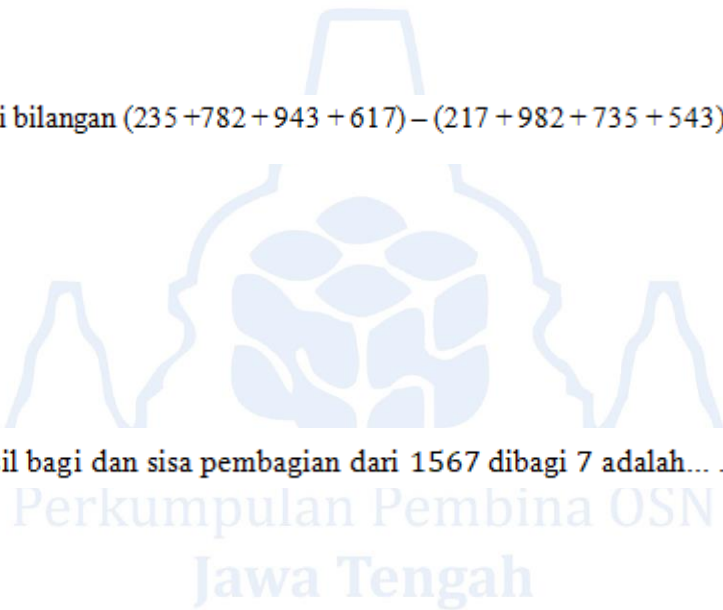 i bilangan (235 +782 + 943 + 617) – (217 + 982 + 735 + 543)
il bagi dan sisa pembagian dari 1567 dibagi 7 adalah... .
Perkumpulan Pembina OSN
Jawa Tengah